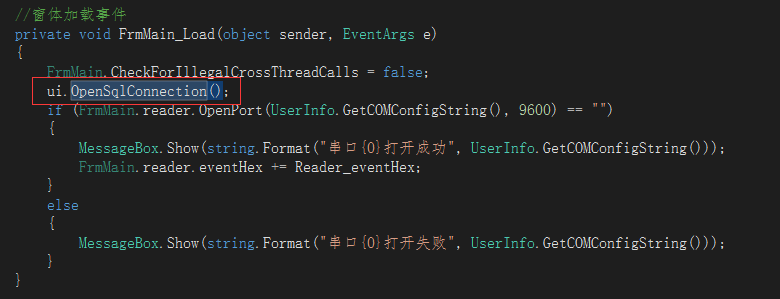 //窗体加载事件
private void FrmMain_Load(object sender, EventArgs e)
{
    FrmMain.CheckForIllegalCrossThreadCalls = false;
    ui.OpenSqlConnection();
    if (FrmMain.reader.OpenPort(UserInfo.GetCOMConfigString(), 9600) == "")
    {
        MessageBox.Show(string.Format("串口{0}打开成功", UserInfo.GetCOMConfigString()));
        FrmMain.reader.eventHex += Reader_eventHex;
    }
    else
    {
        MessageBox.Show(string.Format("串口{0}打开失败", UserInfo.GetCOMConfigString()));
    }
}